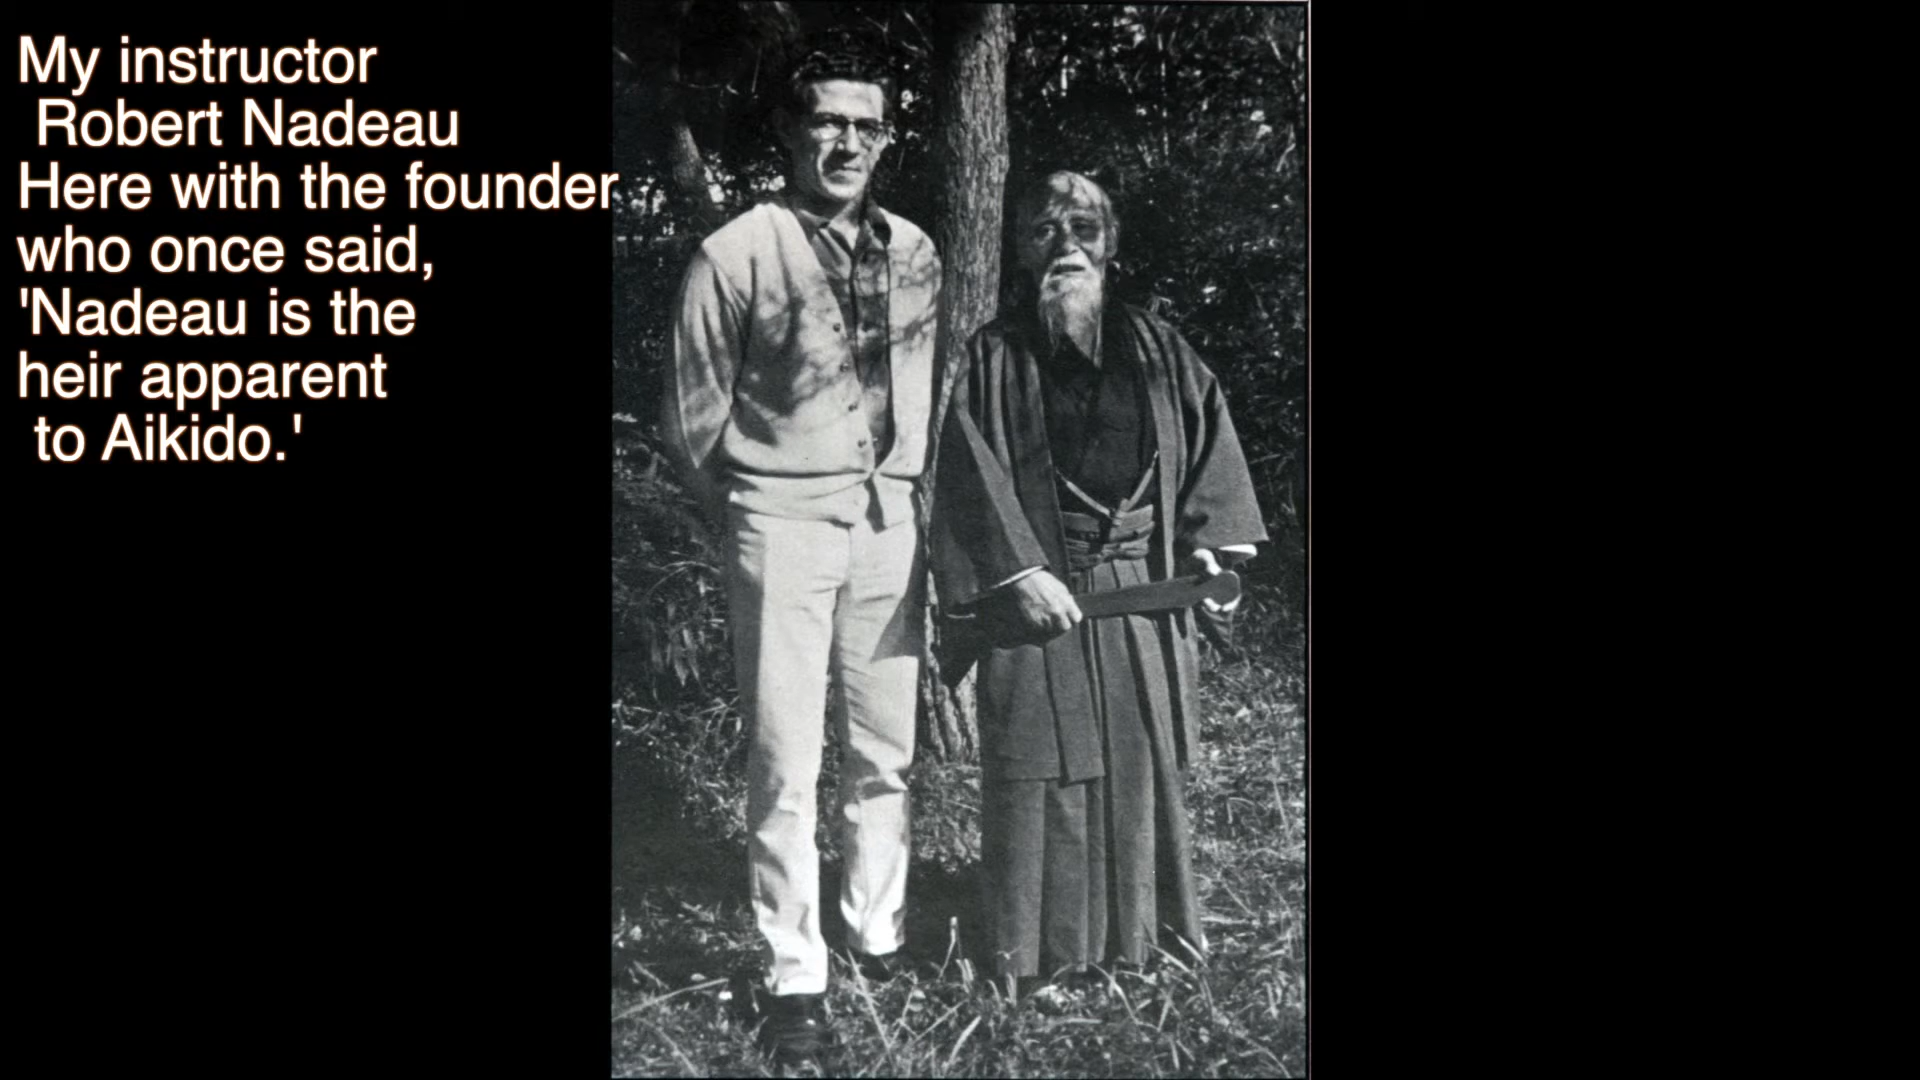 My instructor
Robert Nadeau
Here with the founder
who once said,
'Nadeau is the
heir apparent
to Aikido.'